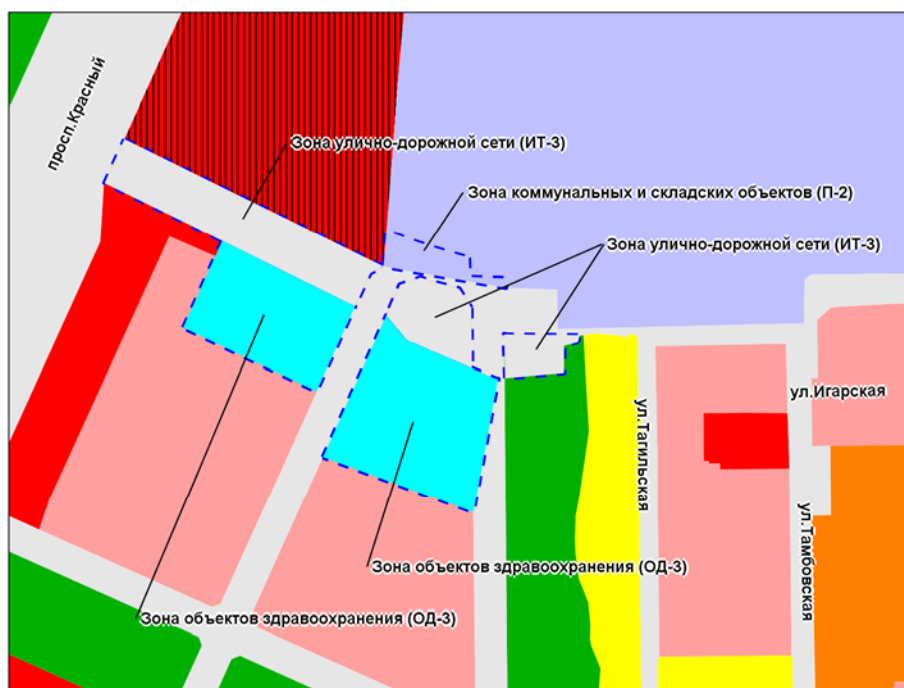 просп.Красный
Зона улично-дорожной сети (ИТ-3)
Зона коммунальных и складских объектов (П-2)
Зона улично-дорожной сети (ИТ-3)
ул.Игарская
ул.Тагильская
ул.Тамбовская
Зона объектов здравоохранения (ОД-3)
Зона объектов здравоохранения (ОД-3)